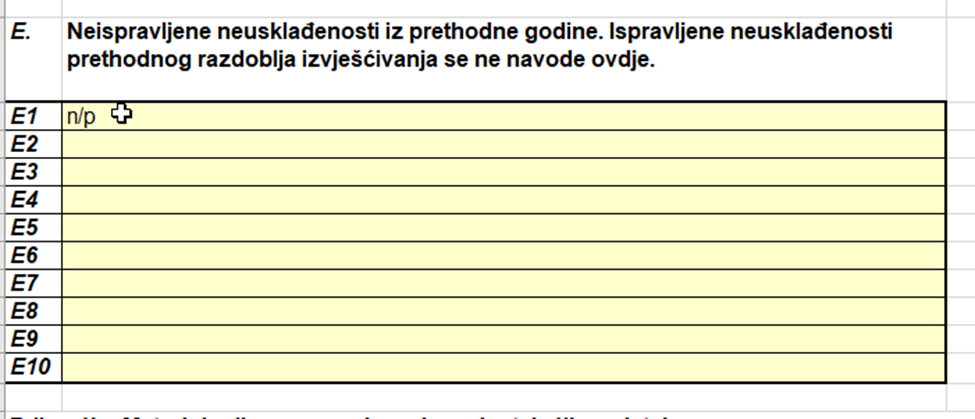 E. Neispravljene neusklađenosti iz prethodne godine. Ispravljene neusklađenosti
prethodnog razdoblja izvješćivanja se ne navode ovdje.
E1 n/p
E2
E3
E4
E5
E6
E7
E8
E9
E10